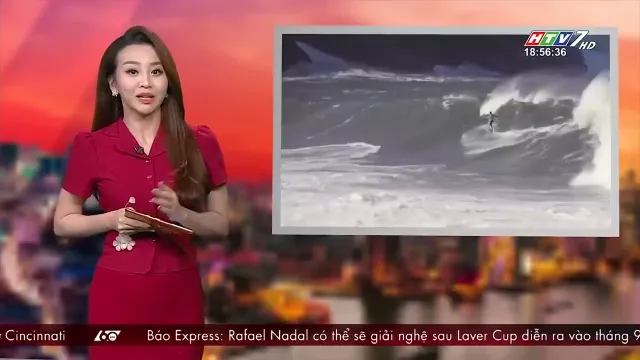 HTV7 HD
18:56:36
Cincinnati
60 Báo Express: Rafael Nadal có thể sẽ giải nghệ sau Laver Cup diễn ra vào tháng 9